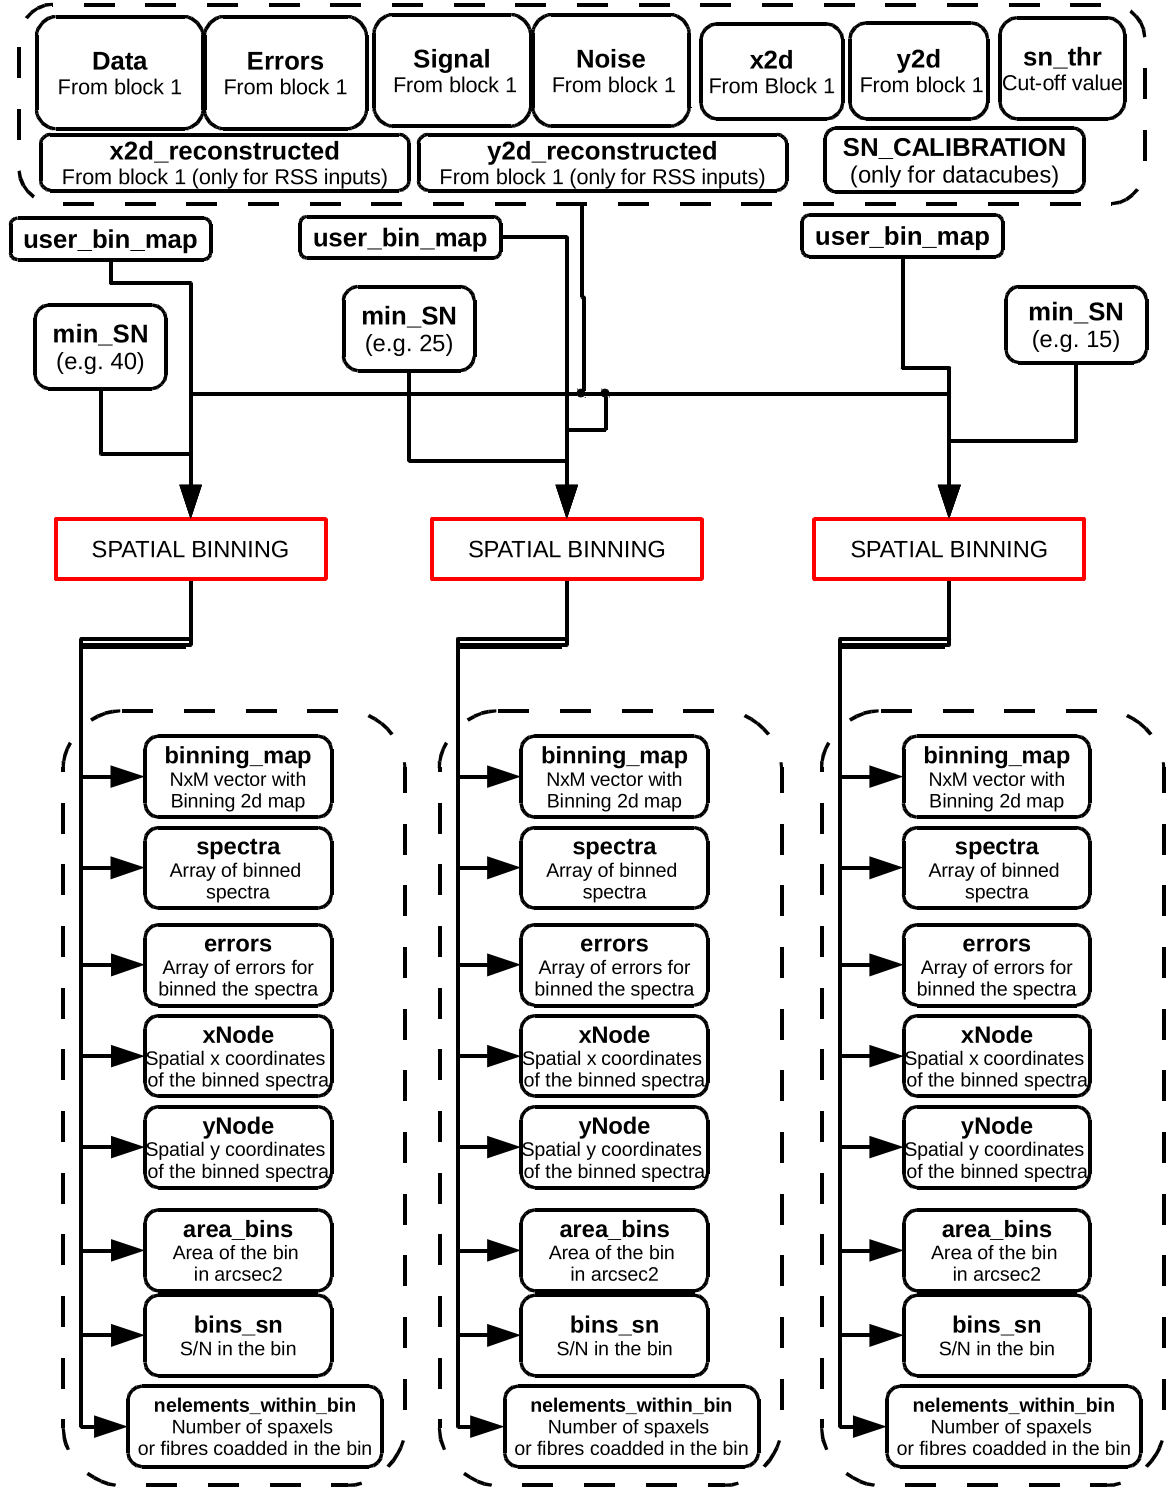 Data
From block 1
Errors
From block 1
Signal
From block 1
Noise
From block 1
x2d
From Block 1
y2d
From block 1
sn_thr
Cut-off value
x2d_reconstructed
From block 1 (only for RSS inputs)
y2d_reconstructed
From block 1 (only for RSS inputs)
SN_CALIBRATION
(only for datacubes)
user_bin_map
user_bin_map
user_bin_map
min_SN
(e.g. 40)
min_SN
(e.g. 25)
min_SN
(e.g. 15)
SPATIAL BINNING
SPATIAL BINNING
SPATIAL BINNING
binning_map
NxM vector with
Binning 2d map
spectra
Array of binned
spectra
errors
Array of errors for
binned the spectra
xNode
Spatial x coordinates
of the binned spectra
yNode
Spatial y coordinates
of the binned spectra
area_bins
Area of the bin
in arcsec2
bins_sn
S/N in the bin
nelements_within_bin
Number of spaxels
or fibres coadded in the bin
binning_map
NxM vector with
Binning 2d map
spectra
Array of binned
spectra
errors
Array of errors for
binned the spectra
xNode
Spatial x coordinates
of the binned spectra
yNode
Spatial y coordinates
of the binned spectra
area_bins
Area of the bin
in arcsec2
bins_sn
S/N in the bin
nelements_within_bin
Number of spaxels
or fibres coadded in the bin
binning_map
NxM vector with
Binning 2d map
spectra
Array of binned
spectra
errors
Array of errors for
binned the spectra
xNode
Spatial x coordinates
of the binned spectra
yNode
Spatial y coordinates
of the binned spectra
area_bins
Area of the bin
in arcsec2
bins_sn
S/N in the bin
nelements_within_bin
Number of spaxels
or fibres coadded in the bin